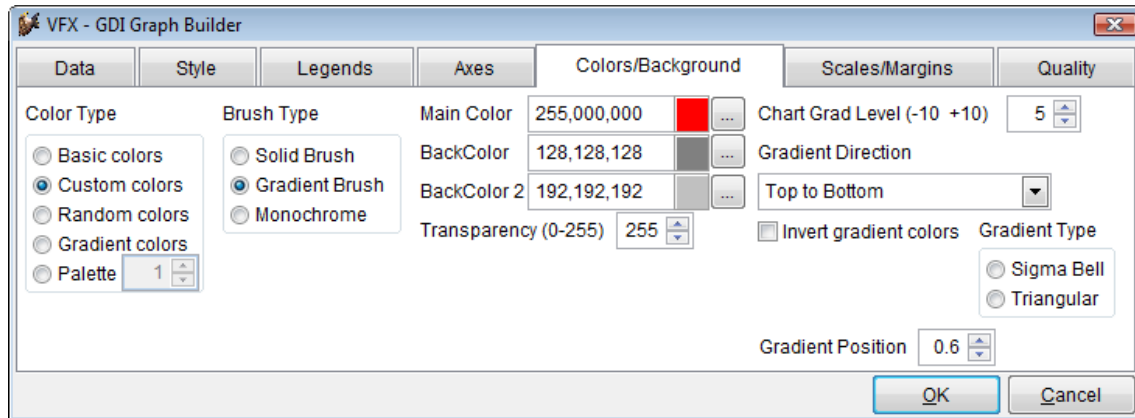 VFX - GDI Graph Builder
Data Style Legends Axes Colors/Background Scales/Margins Quality
Color Type
Basic colors
Custom colors
Random colors
Gradient colors
Palette 1
Brush Type
Solid Brush
Gradient Brush
Monochrome
Main Color 255,000,000 ...
BackColor 128,128,128 ...
BackColor 2 192,192,192 ...
Transparency (0-255) 255
Chart Grad Level (-10 +10) 5
Gradient Direction
Top to Bottom
Invert gradient colors
Gradient Type
Sigma Bell
Triangular
Gradient Position 0.6
OK Cancel